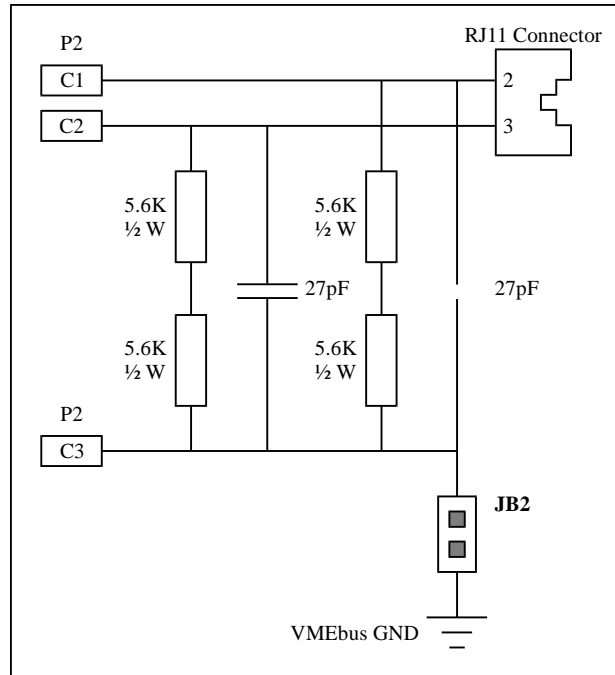 RJ11 Connector
P2
C1
2
C2
3
5.6K
½ W
5.6K
½ W
27pF
27pF
5.6K
½ W
5.6K
½ W
P2
C3
JB2
VMEbus GND